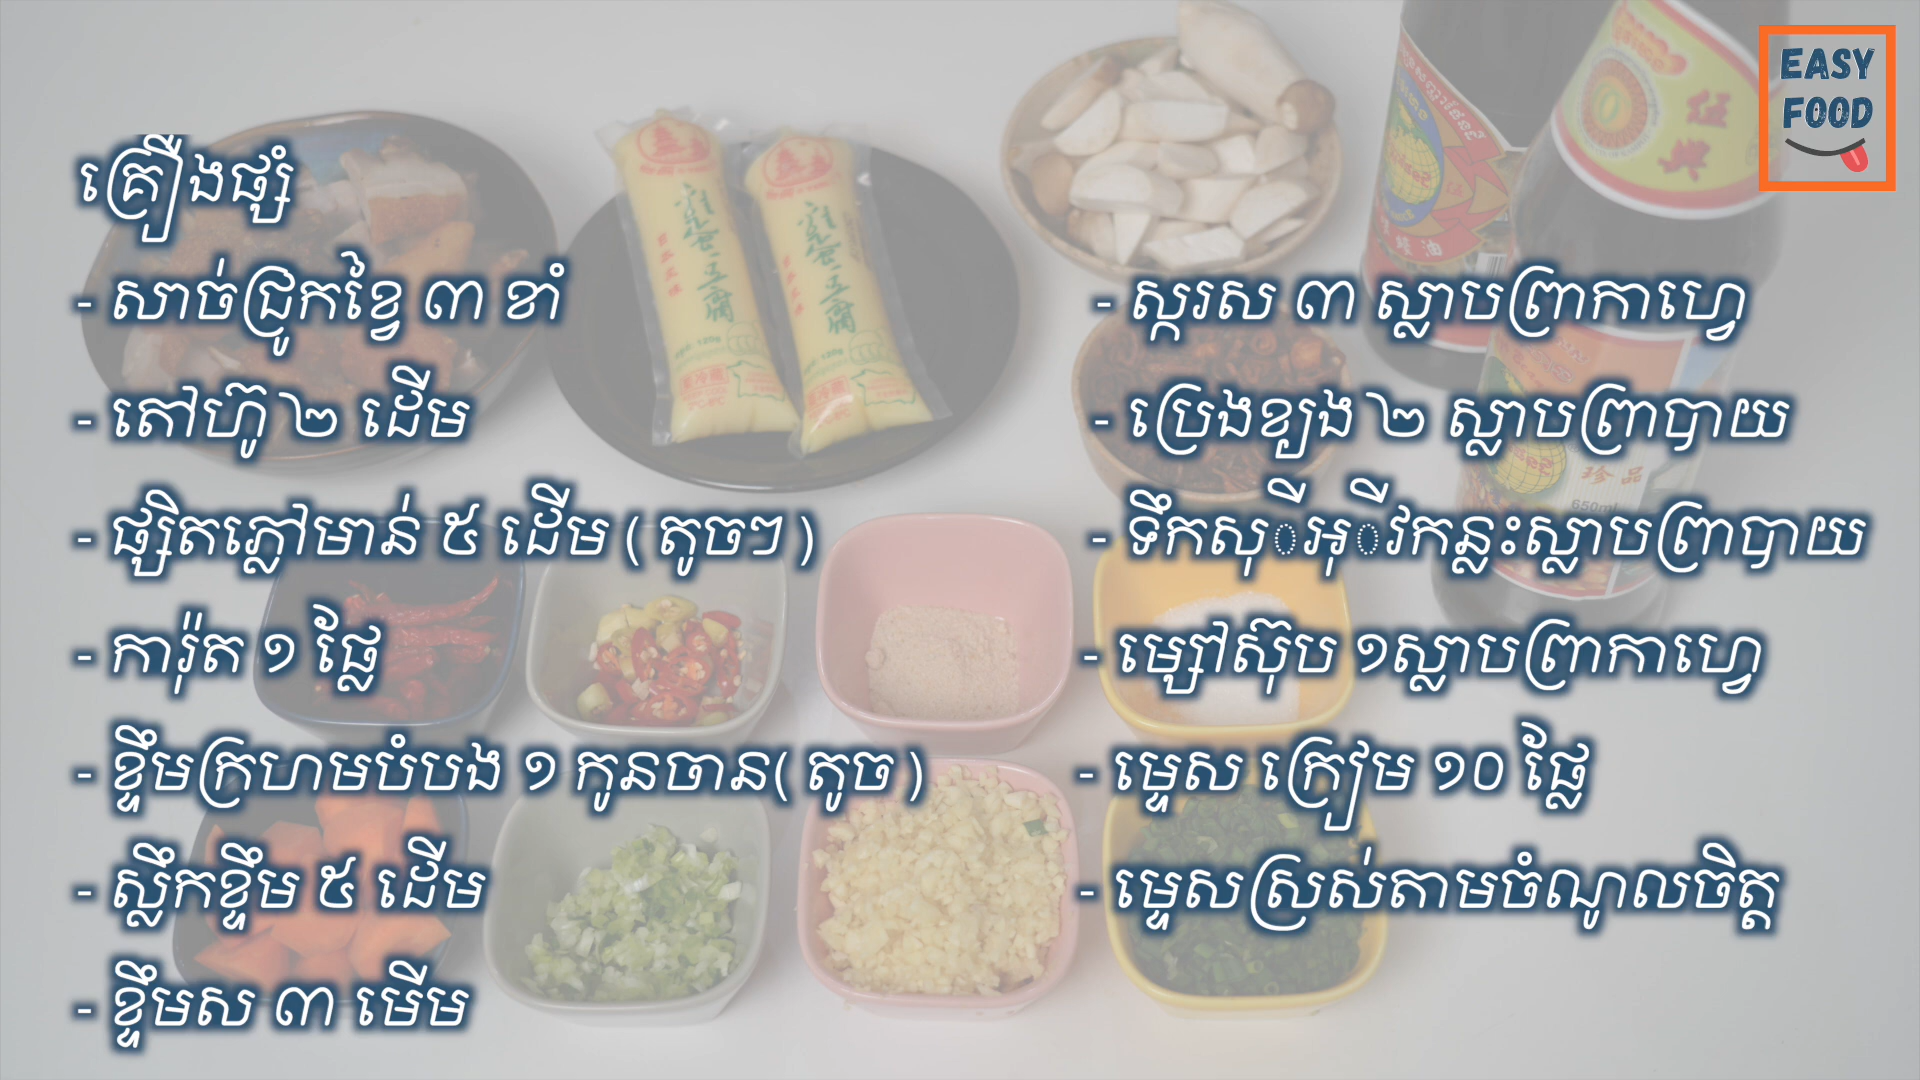 EASY
FOOD
គ្រឿងផ្សំ
- សាច់ជ្រូកខ្វៃ ៣ ខាំ
- តៅហ៊ូ ២ ដើម
- ផ្សិតភ្លៅមាន់ ៥ ដើម ( តូចៗ )
- ការ៉ុត ១ ផ្លែ
- ខ្ទឹមក្រហមបំបង ១ កូនចាន( តូច )
- ស្លឹកខ្ទឹម ៥ ដើម
- ខ្ទឹមស ៣ មើម
- ស្ករស ៣ ស្លាបព្រាកាហ្វេ
- ប្រេងខ្យង ២ ស្លាបព្រាបាយ
- ទឹកសុីអុីវកន្លះស្លាបព្រាបាយ
- ម្សៅស៊ុប ១ស្លាបព្រាកាហ្វេ
- ម្ទេស ក្រៀម ១០ ផ្លែ
- ម្ទេសស្រស់តាមចំណូលចិត្ត
650ml
珍品
蠔油